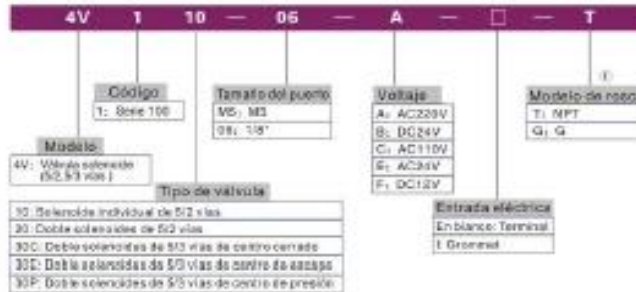 4V 1 10 — 06 — A — □ — T
Código
1: Serie 100
Tamaño del puerto
M5: M5
06: 1/8"
Voltaje
A: AC220V
B: DC24V
C: AC110V
E: AC24V
F: DC12V
①
Modelo de rosc
T: NPT
G: G
Modelo
4V: Válvula solenoide
(5/2,5/3 vías)
Tipo de válvula
10: Solenoide individual de 5/2 vías
20: Doble solenoides de 5/2 vías
30C: Doble solenoides de 5/3 vías de centro cerrado
30E: Doble solenoides de 5/3 vías de centro de escape
30P: Doble solenoides de 5/3 vías de centro de presión
Entrada eléctrica
En blanco: Terminal
I: Grommet